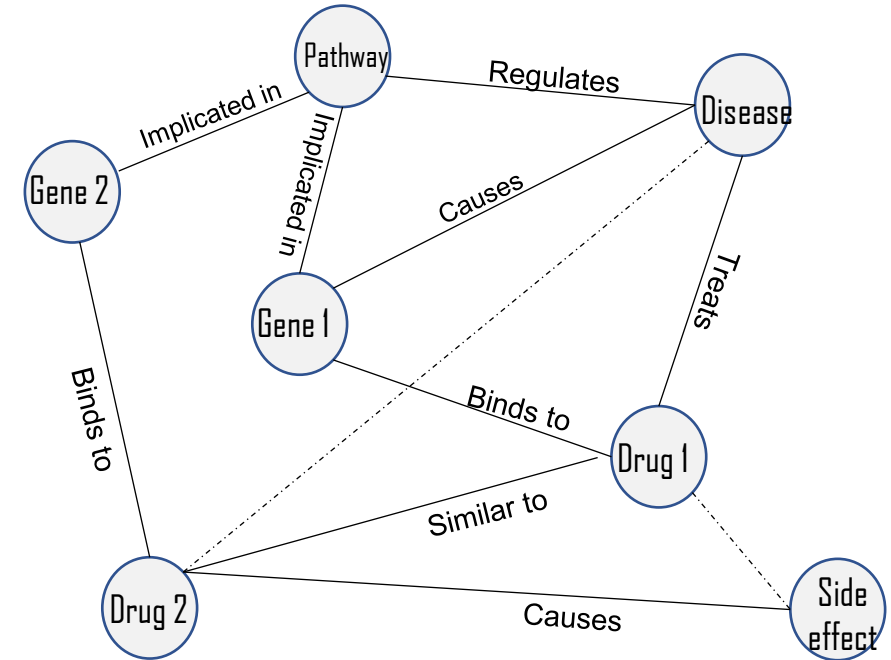 Pathway
Regulates
Disease
Implicated in
Implicated in
Gene 2
Causes
Gene 1
Treats
Binds to
Binds to
Drug 1
Similar to
Drug 2
Causes
Side
effect